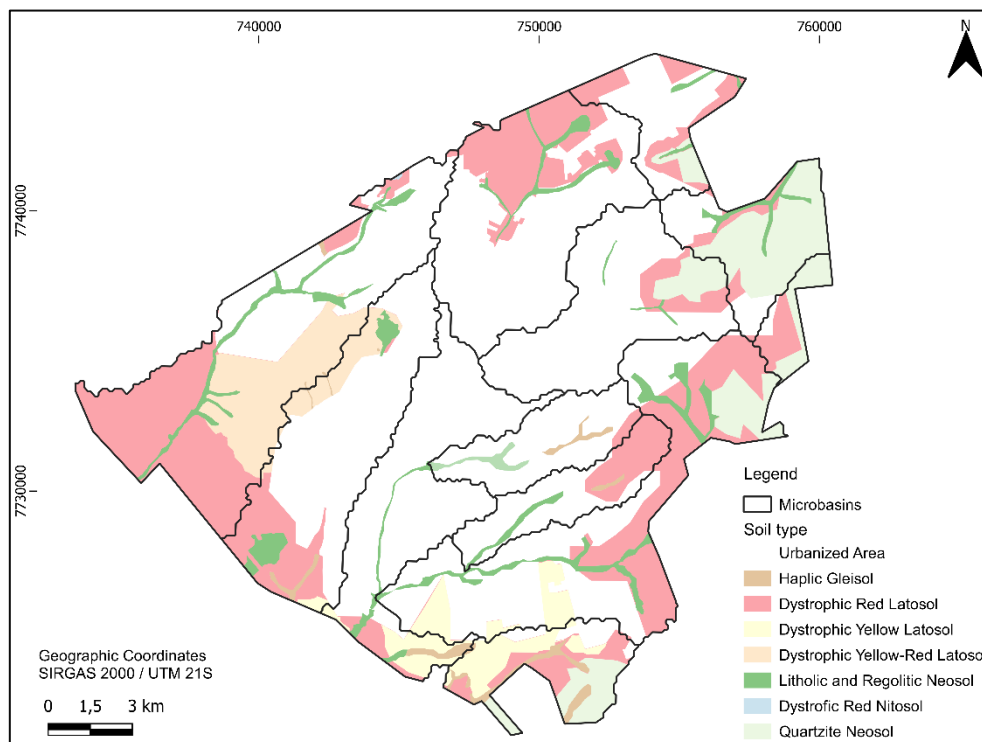 740000 750000 760000 N
7740000
7730000
Legend
Microbasins
Soil type
Urbanized Area
Haplic Gleisol
Dystrophic Red Latosol
Dystrophic Yellow Latosol
Dystrophic Yellow-Red Latosol
Litholic and Regolitic Neosol
Dystrofic Red Nitosol
Quartzite Neosol
Geographic Coordinates
SIRGAS 2000 / UTM 21S
0 1,5 3 km